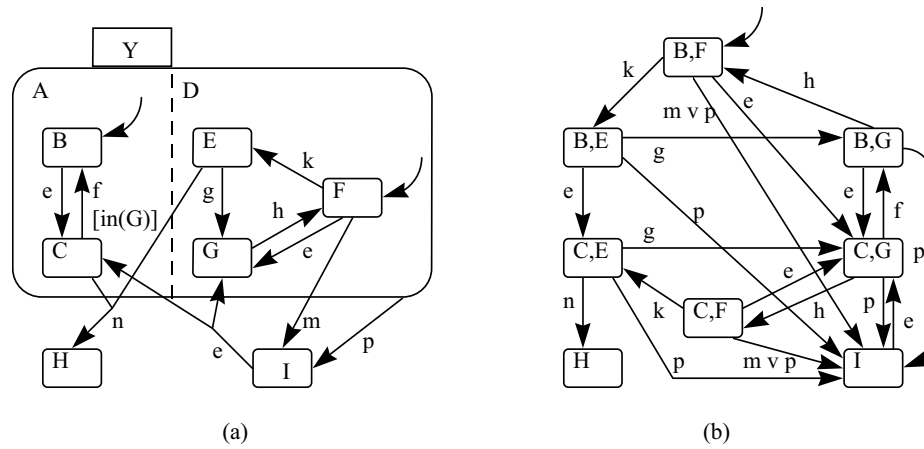 Y
A
D
B
E
k
F
e
f
g
h
[in(G)]
C
G
e
n
m
p
e
H
I
(a)
B,F
k
e
h
m v p
B,E
B,G
g
e
p
e
f
C,E
g
C,G
p
e
n
k
C,F
h
p
e
H
p
m v p
I
(b)